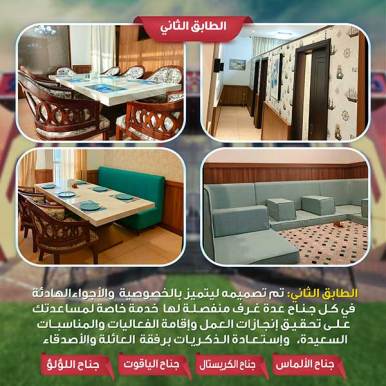 الطابق الثاني
الطابق الثاني: تم تصميمه ليتميز بالخصوصية والأجواء الهادئة
في كل جناح عدة غرف منفصلة لها خدمة خاصة لمساعدتك
على تحقيق إنجازات العمل وإقامة الفعاليات والمناسبات
السعيدة، وإستعادة الذكريات برفقة العائلة والأصدقاء
جناح الألماس
جناح الكريستال
جناح الياقوت
جناح اللؤلؤ